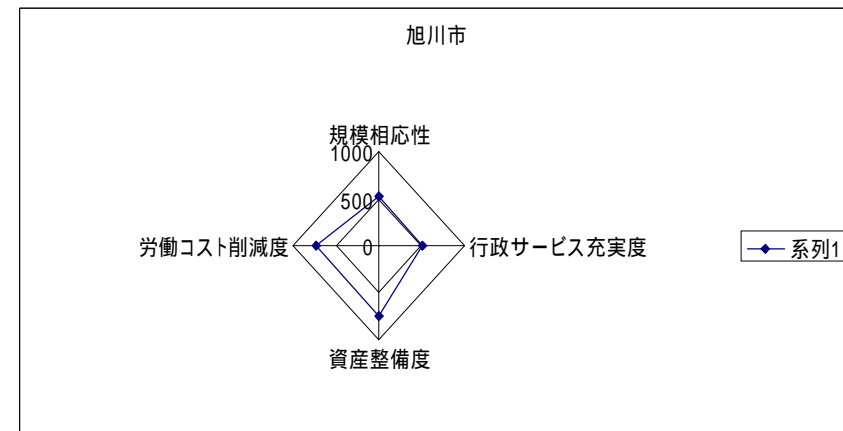 旭川市
規模相応性
1000
500
労働コスト削減度
0
行政サービス充実度
系列1
資産整備度